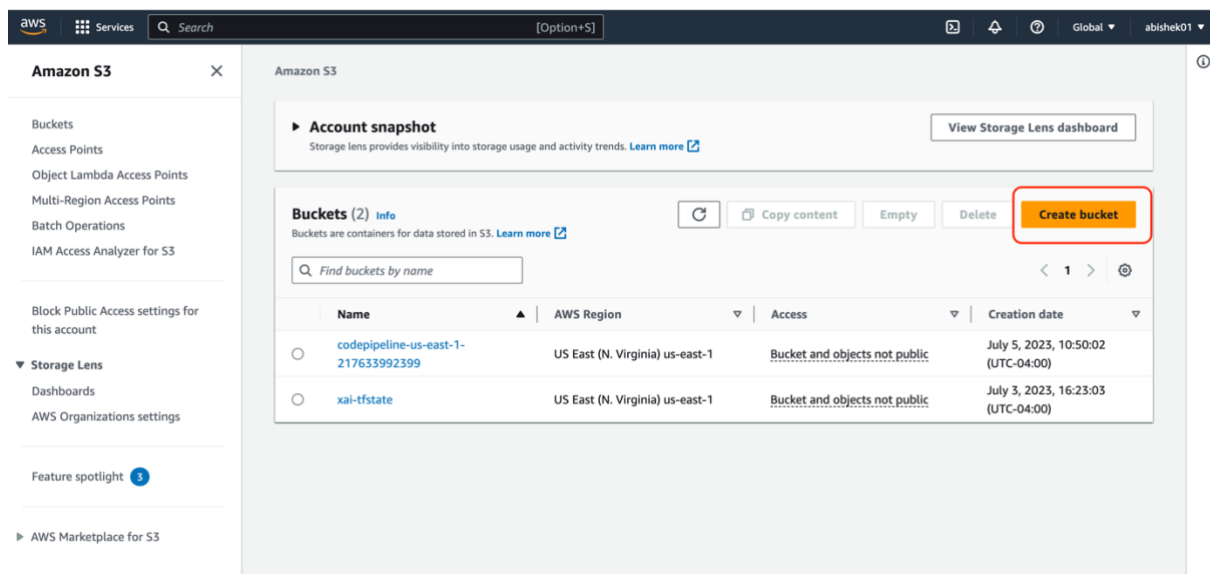 aws Services Search [Option+S] Global abishek01
Amazon S3
Buckets
Access Points
Object Lambda Access Points
Multi-Region Access Points
Batch Operations
IAM Access Analyzer for S3
Block Public Access settings for
this account
Storage Lens
Dashboards
AWS Organizations settings
Feature spotlight 3
AWS Marketplace for S3
Amazon S3
Account snapshot
Storage lens provides visibility into storage usage and activity trends. Learn more
View Storage Lens dashboard
Buckets (2) Info
Buckets are containers for data stored in S3. Learn more
Copy content Empty Delete Create bucket
Find buckets by name
1
Name AWS Region Access Creation date
codepipeline-us-east-1-
217633992399
US East (N. Virginia) us-east-1
Bucket and objects not public
July 5, 2023, 10:50:02
(UTC-04:00)
xai-tfstate
US East (N. Virginia) us-east-1
Bucket and objects not public
July 3, 2023, 16:23:03
(UTC-04:00)